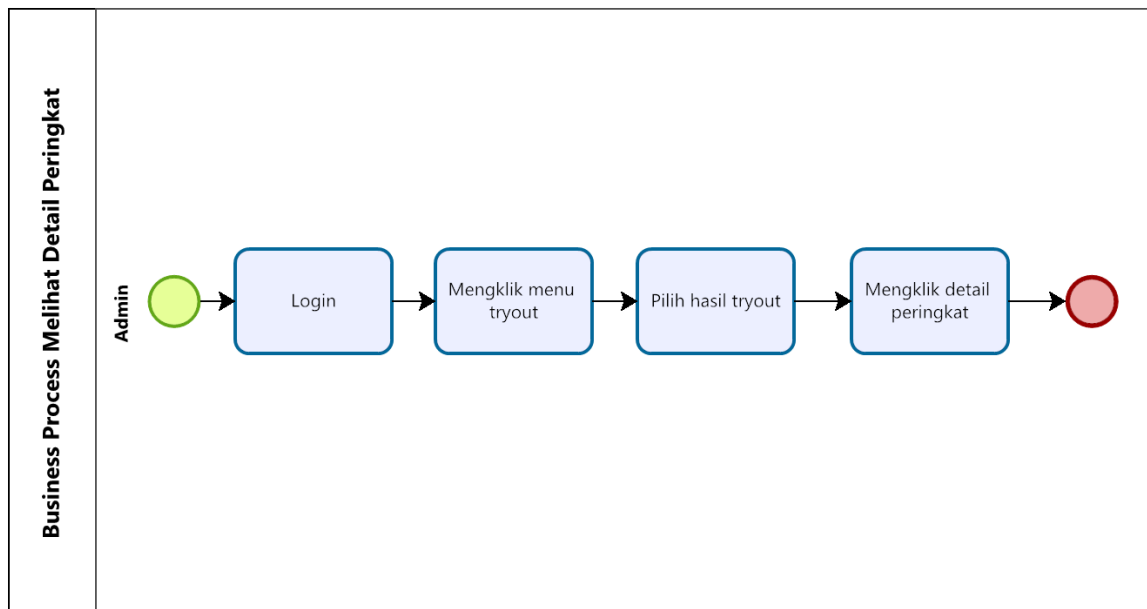 Business Process Melihat Detail Peringkat
Admin
Login
Mengklik menu
tryout
Pilih hasil tryout
Mengklik detail
peringkat